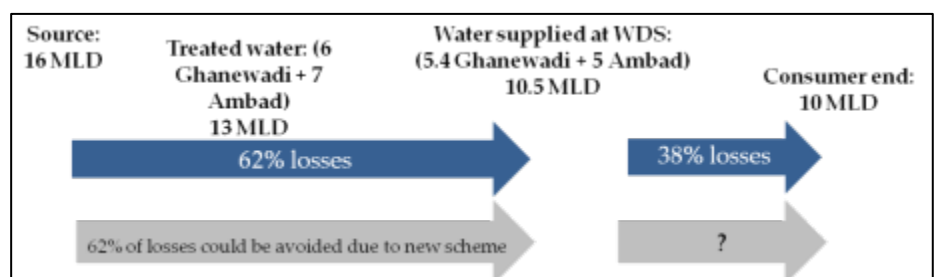 Source:
16 MLD
Treated water: (6
Ghanewadi + 7
Ambad)
13 MLD
Water supplied at WDS:
(5.4 Ghanewadi + 5 Ambad)
10.5 MLD
Consumer end:
10 MLD
62% losses
38% losses
62% of losses could be avoided due to new scheme
?